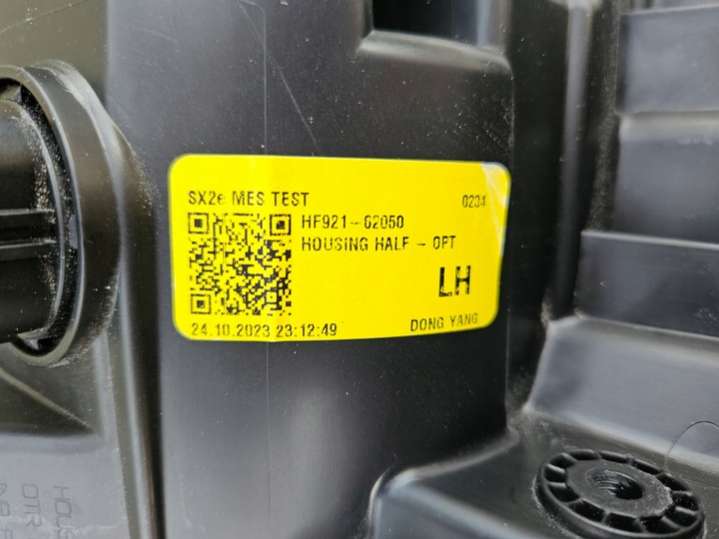 SX2e MES TEST 0234
HF921-G2050
HOUSING HALF - OPT
LH
24.10.2023 23:12:49 DONG YANG